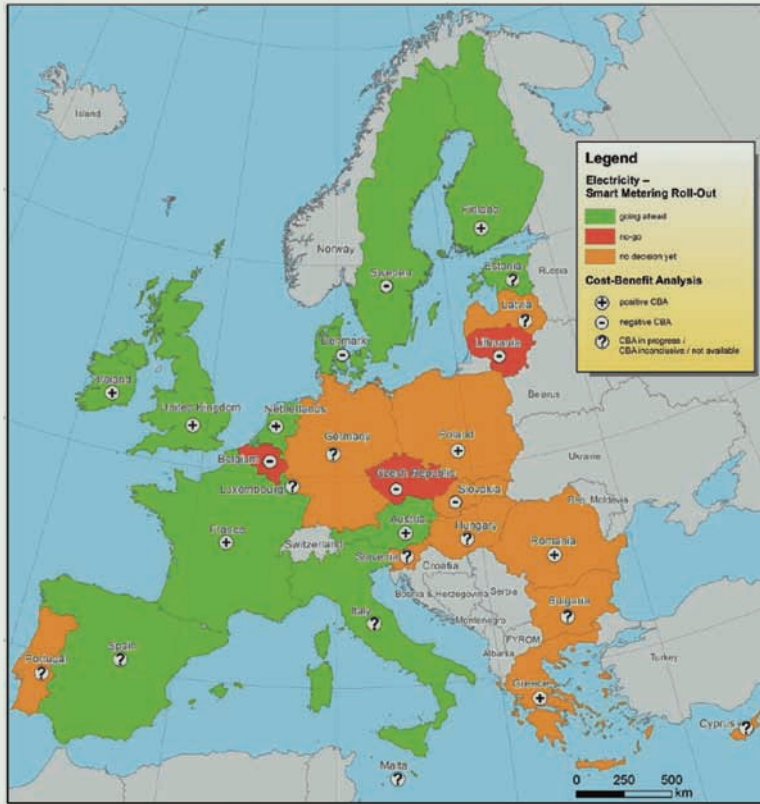 Island
Legend
Electricity –
Smart Metering Roll-Out
going ahead
no-go
no decision yet
Cost-Benefit Analysis
positive CBA
negative CBA
CBA in progress /
CBA inconclusive / not available
Finland
Norway
Sweden
Estonia
Russia
Latvia
Denmark
Lithuania
Ireland
United Kingdom
Netherlands
Belarus
Germany
Poland
Belgium
Ukraine
Luxembourg
Czech Republic
Slovakia
Rep. Moldavia
France
Austria
Hungary
Switzerland
Romania
Slovenia
Croatia
Bosnia & Herzegovina
Serbia
Bulgaria
Italy
Montenegro
FYROM
Spain
Albania
Turkey
Portugal
Greece
Cyprus
Malta
0 250 500
km